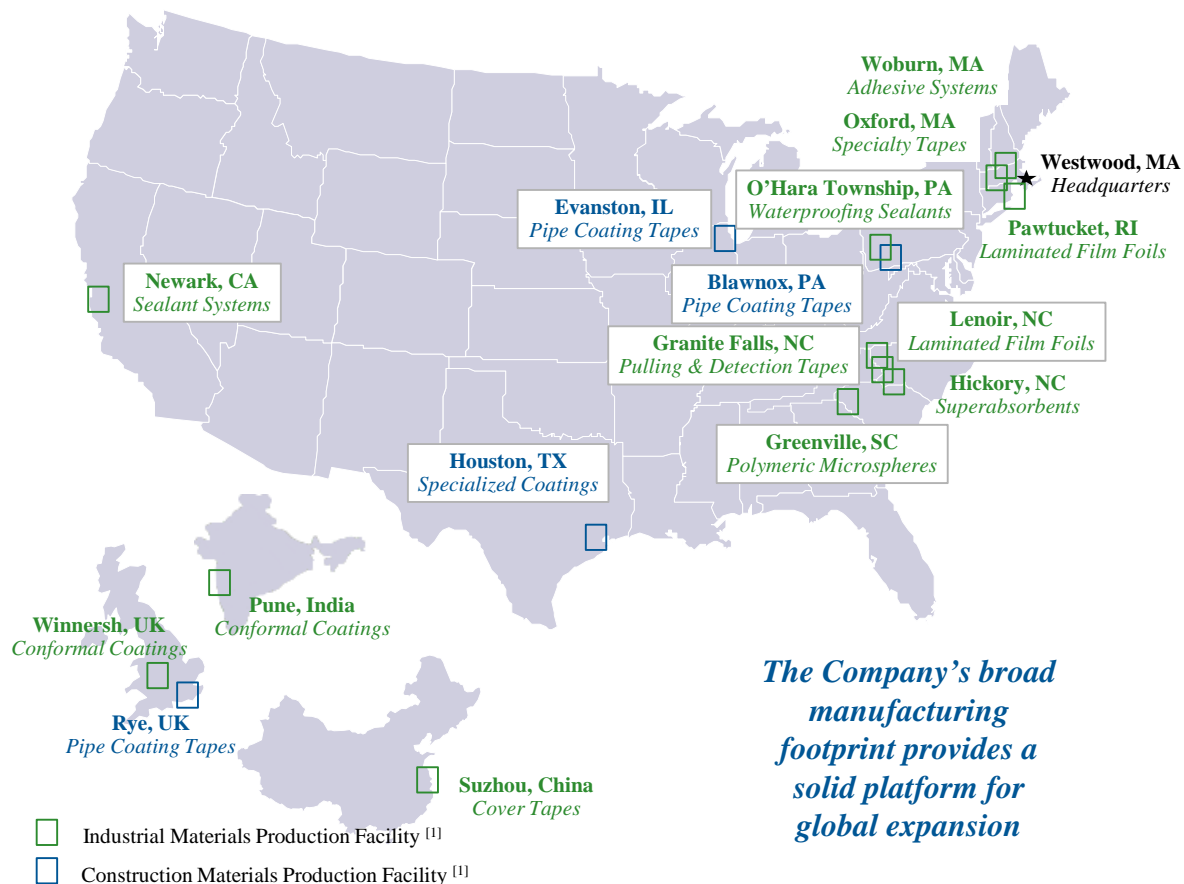 Woburn, MA
Adhesive Systems
Oxford, MA
Specialty Tapes
Westwood, MA
Headquarters
O’Hara Township, PA
Waterproofing Sealants
Evanston, IL
Pipe Coating Tapes
Pawtucket, RI
Laminated Film Foils
Newark, CA
Sealant Systems
Blawnox, PA
Pipe Coating Tapes
Lenoir, NC
Laminated Film Foils
Granite Falls, NC
Pulling & Detection Tapes
Hickory, NC
Superabsorbents
Greenville, SC
Polymeric Microspheres
Houston, TX
Specialized Coatings
Pune, India
Conformal Coatings
Winnersh, UK
Conformal Coatings
Rye, UK
Pipe Coating Tapes
Suzhou, China
Cover Tapes
The Company’s broad
manufacturing
footprint provides a
solid platform for
global expansion
Industrial Materials Production Facility [1]
Construction Materials Production Facility [1]